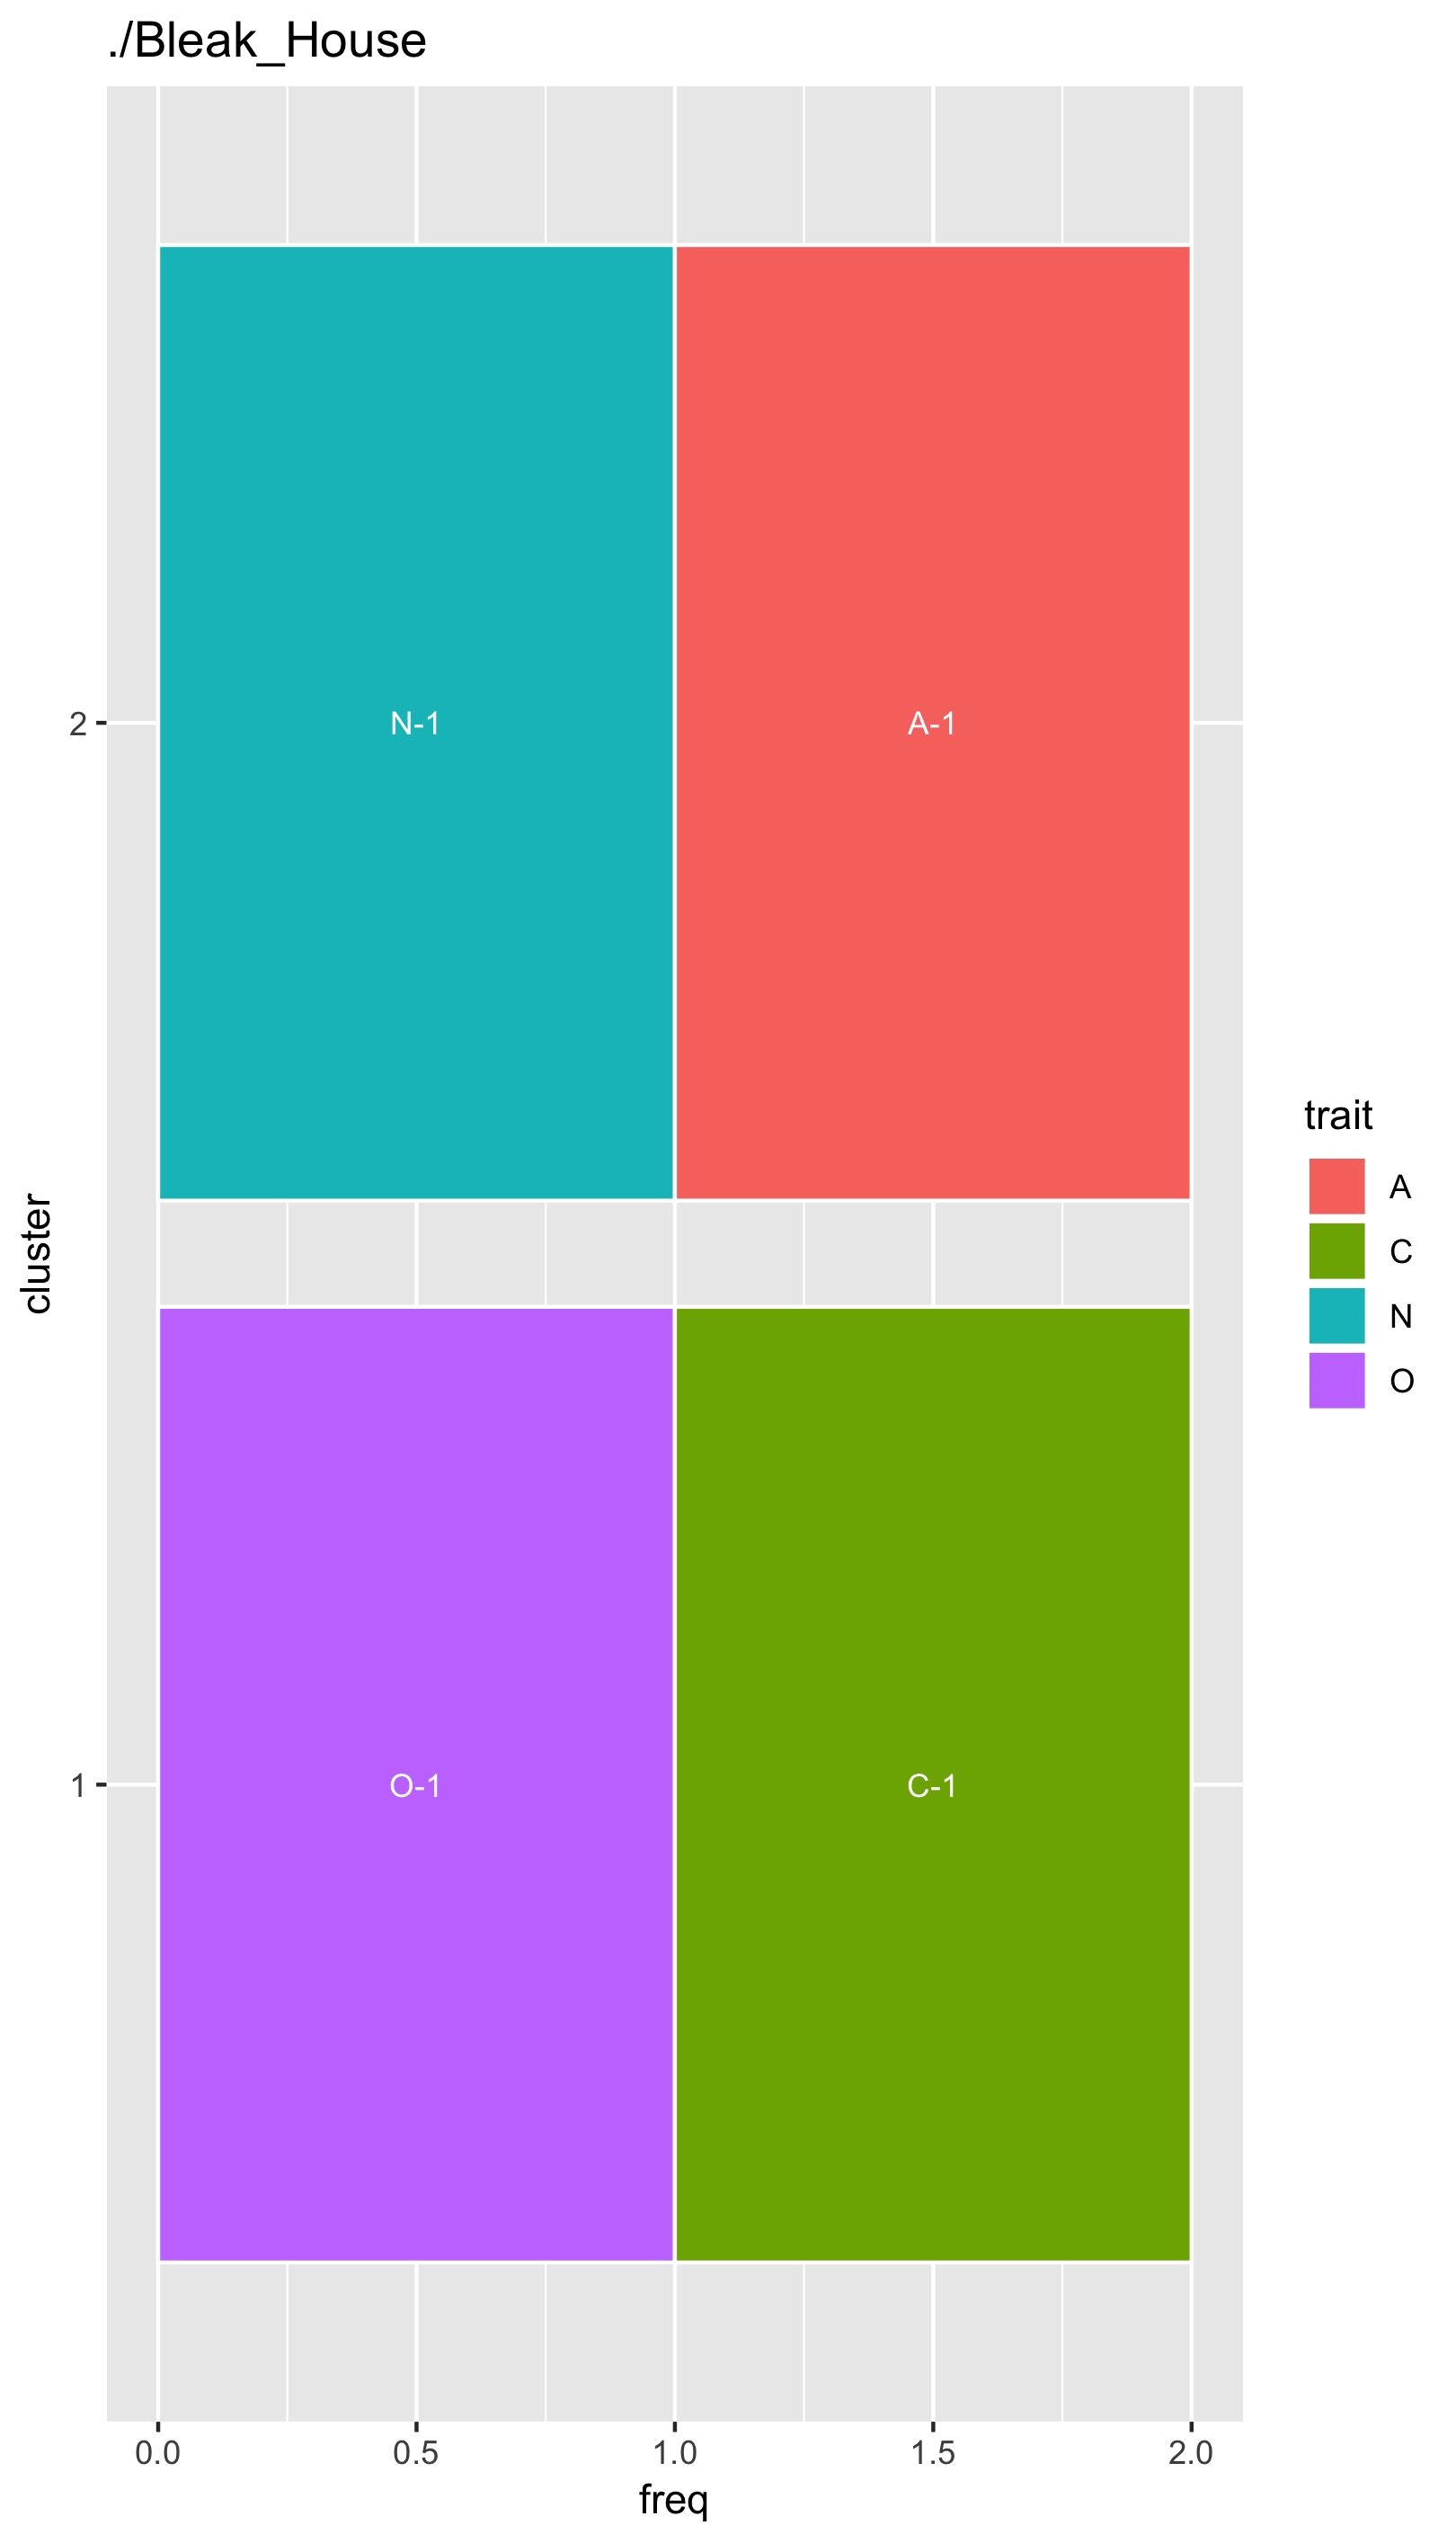 ./Bleak_House
cluster
2
N-1
A-1
1
O-1
C-1
0.0
0.5
1.0
1.5
2.0
freq
trait
A
C
N
O